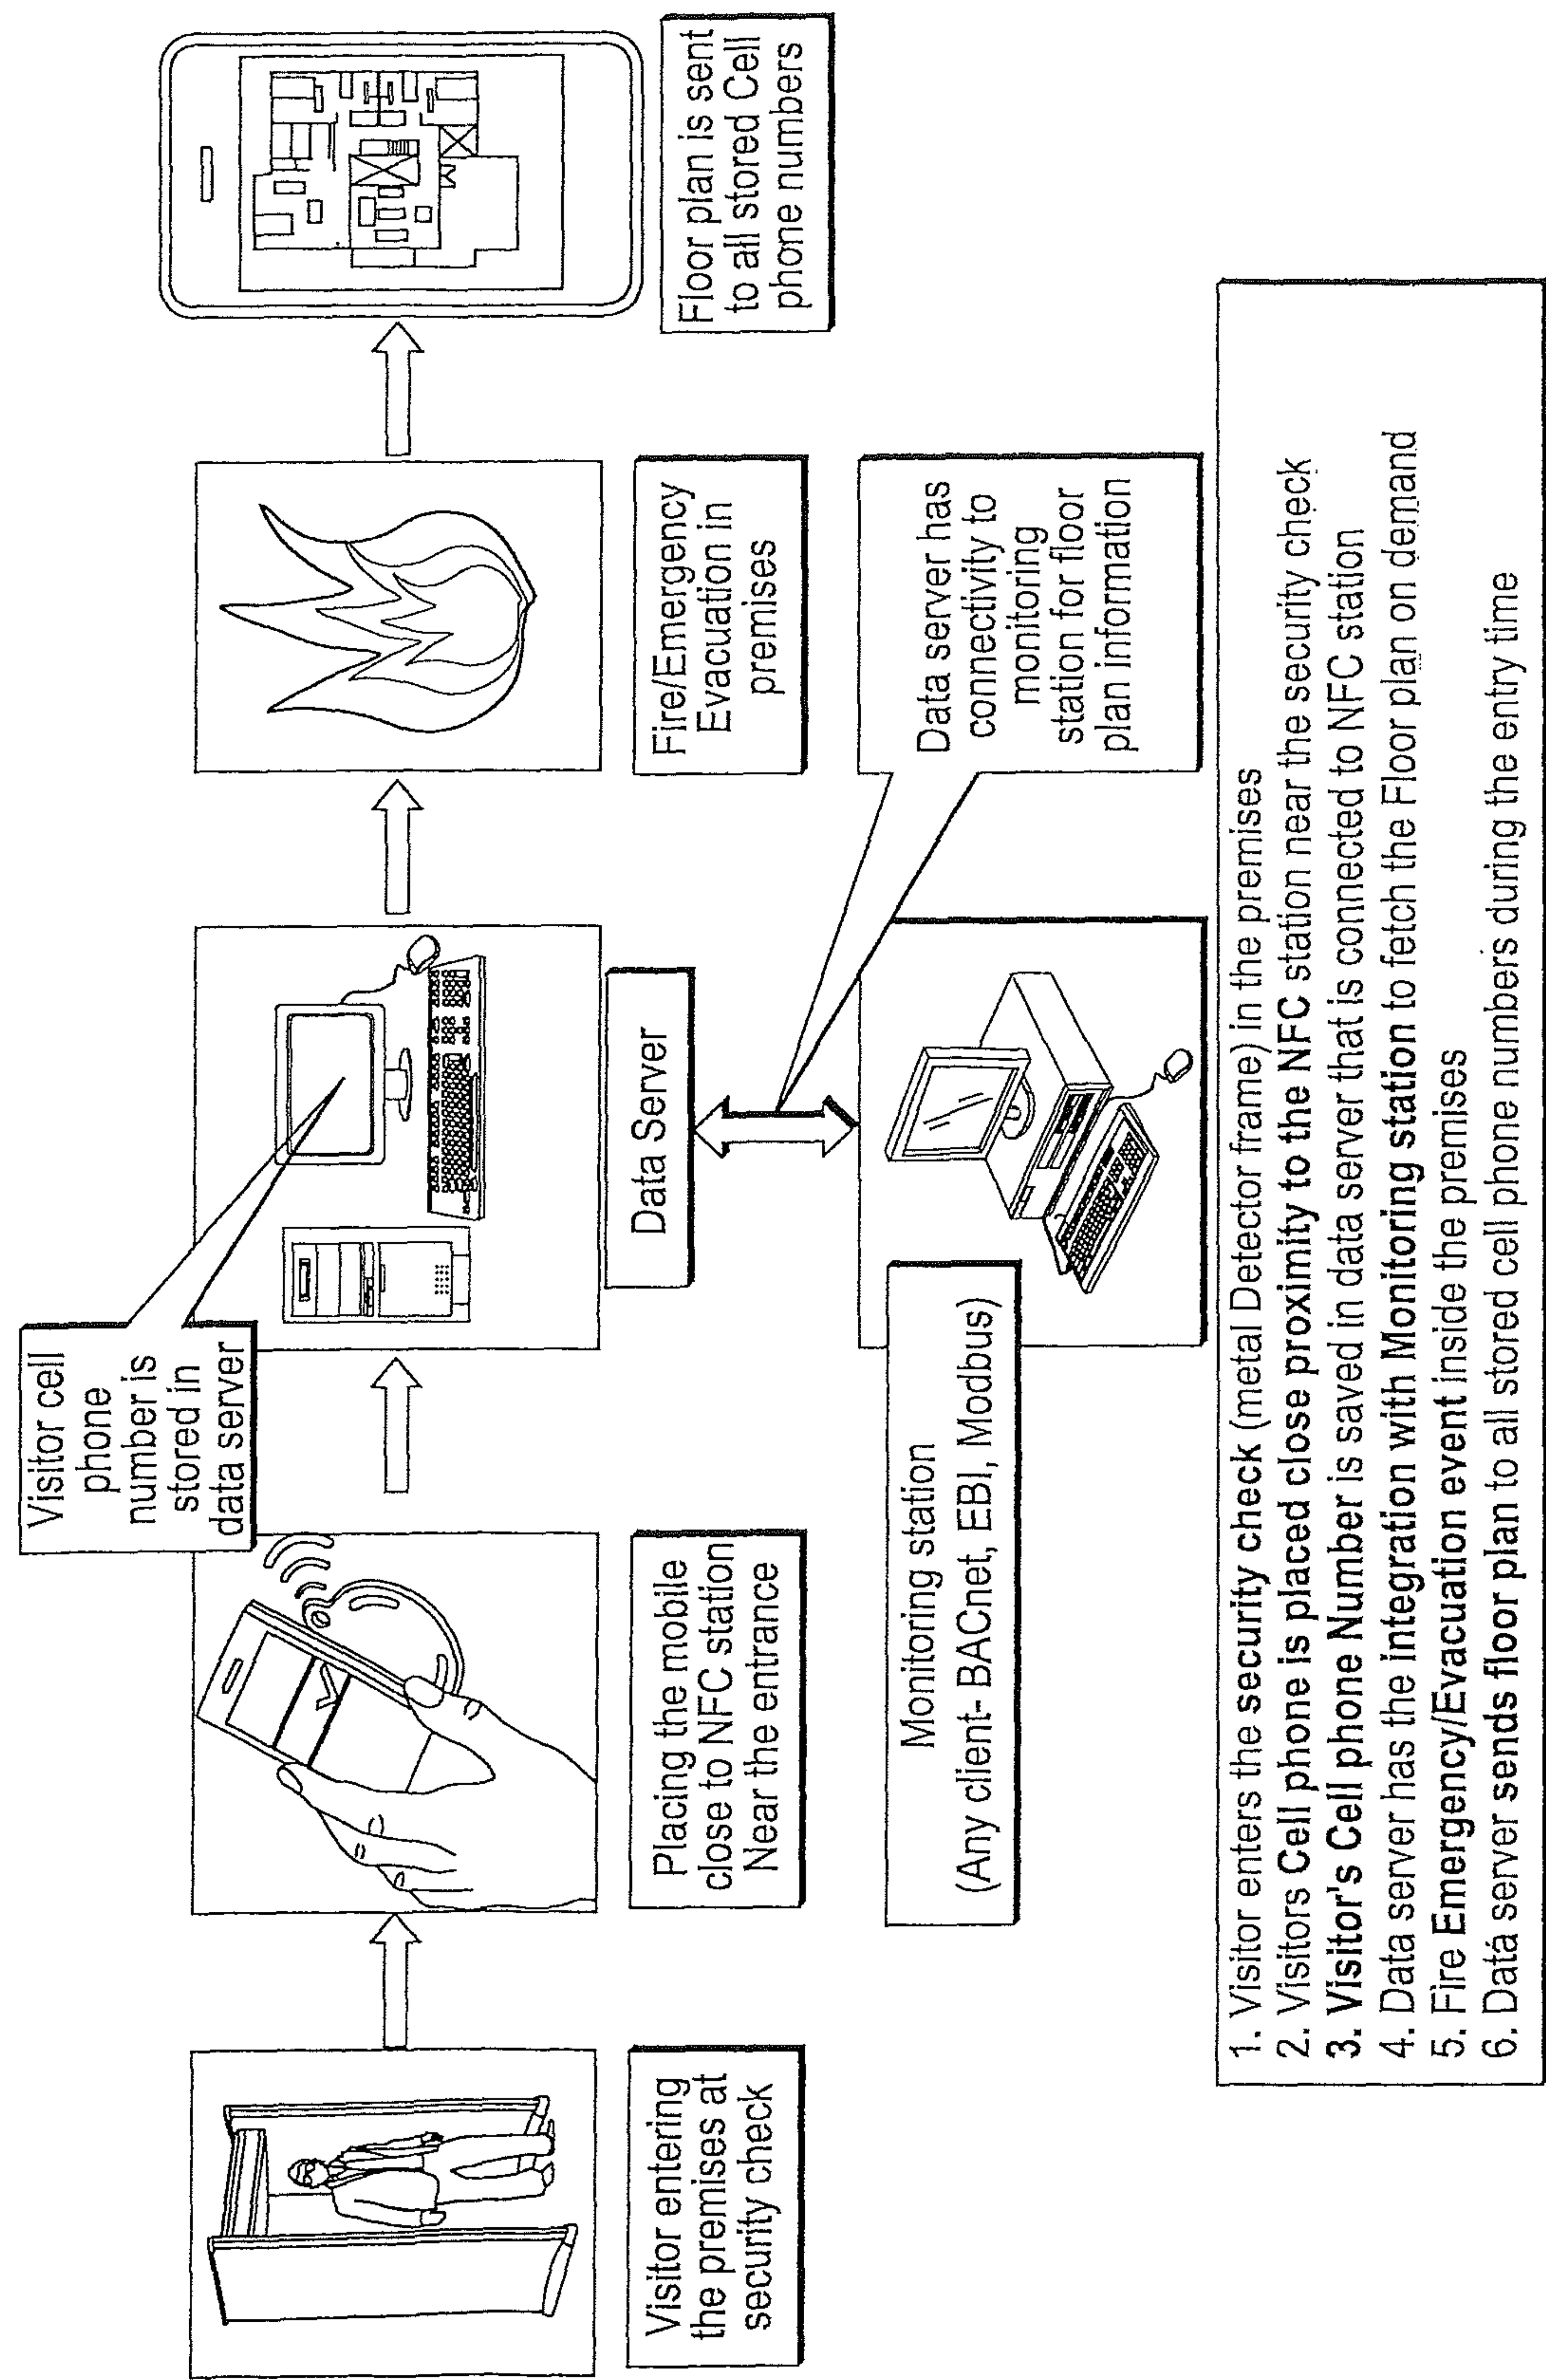 Visitor entering
the premises at
security check
Placing the mobile
close to NFC station
Near the entrance
Visitor cell
phone
number is
stored in
data server
Data Server
Fire/Emergency
Evacuation in
premises
Floor plan is sent
to all stored Cell
phone numbers
Monitoring station
(Any client- BACnet, EBI, Modbus)
Data server has
connectivity to
monitoring
station for floor
plan information
1. Visitor enters the security check (metal Detector frame) in the premises
2. Visitors Cell phone is placed close proximity to the NFC station near the security check
3. Visitor's Cell phone Number is saved in data server that is connected to NFC station
4. Data server has the integration with Monitoring station to fetch the Floor plan on demand
5. Fire Emergency/Evacuation event inside the premises
6. Data server sends floor plan to all stored cell phone numbers during the entry time